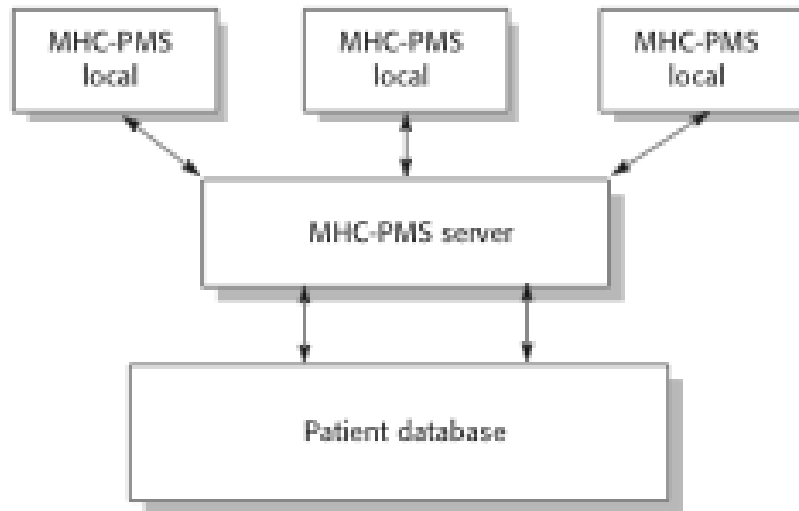 MHC-PMS
local
MHC-PMS
local
MHC-PMS
local
MHC-PMS server
Patient database